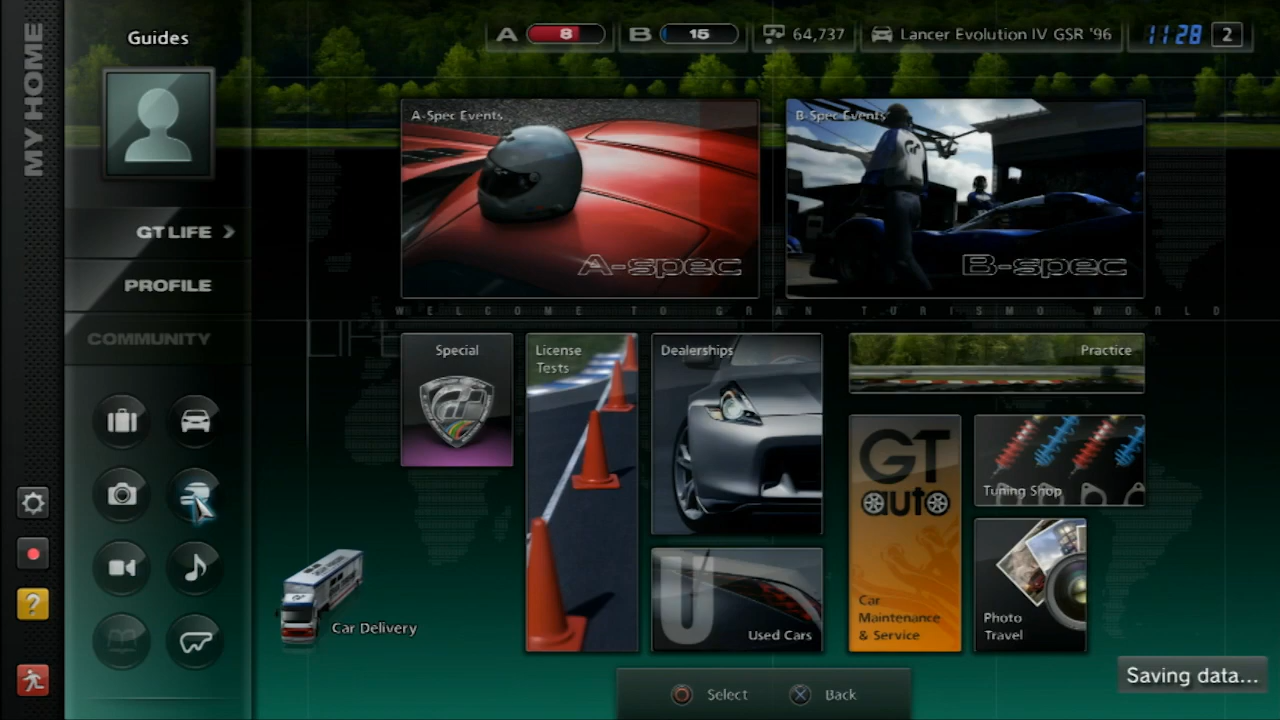 MY HOME
Guides
A 8
B 15
64,737
Lancer Evolution IV GSR '96
1128
2
GT LIFE
PROFILE
COMMUNITY
A-Spec Events
A-spec
B-Spec Events
B-spec
WELCOME TO GRAN TURISMO WORLD
Special
License
Tests
Dealerships
Practice
GT
auto
Car
Maintenance
& Service
Tuning Shop
U
Used Cars
Photo
Travel
Car Delivery
?
Saving data...
Select
Back